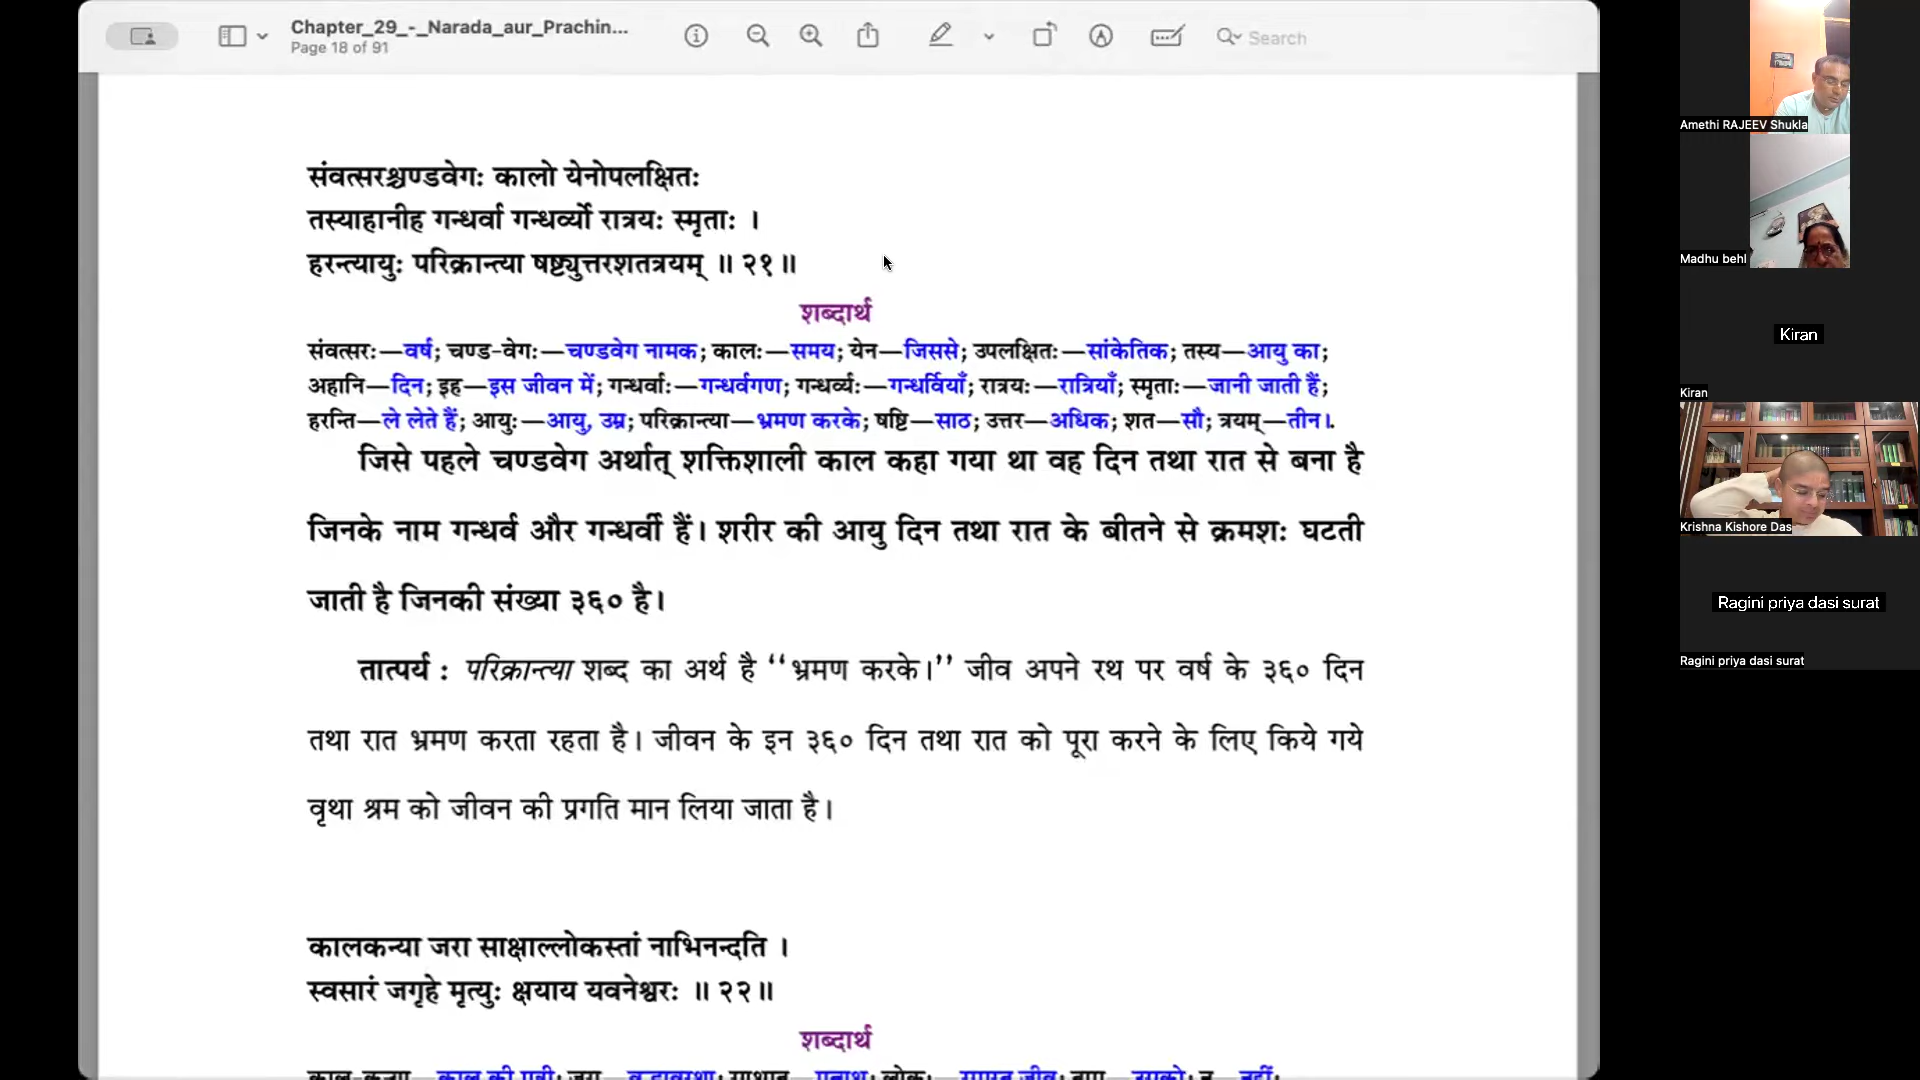 Chapter_29_-_Narada_aur_Prachin...
Page 18 of 91
Search
संवत्सरश्चण्डवेगः कालो येनोपलक्षितः
तस्याहानीह गन्धर्वा गन्धर्व्यो रात्रयः स्मृताः ।
हरन्त्यायुः परिक्रान्त्या षष्ट्युत्तरशतत्रयम् ॥ २१॥
शब्दार्थ
संवत्सरः—वर्ष; चण्ड-वेगः—चण्डवेग नामक; कालः—समय; येन—जिससे; उपलक्षितः—सांकेतिक; तस्य—आयु का;
अहानि—दिन; इह—इस जीवन में; गन्धर्वाः—गन्धर्वगण; गन्धर्व्यः—गन्धर्वियाँ; रात्रयः—रात्रियाँ; स्मृताः—जानी जाती हैं;
हरन्ति—ले लेते हैं; आयुः—आयु, उम्र; परिक्रान्त्या—भ्रमण करके; षष्टि—साठ; उत्तर—अधिक; शत—सौ; त्रयम्—तीन।.
जिसे पहले चण्डवेग अर्थात् शक्तिशाली काल कहा गया था वह दिन तथा रात से बना है
जिनके नाम गन्धर्व और गन्धर्वी हैं। शरीर की आयु दिन तथा रात के बीतने से क्रमशः घटती
जाती है जिनकी संख्या ३६० है।
तात्पर्य : परिक्रान्त्या शब्द का अर्थ है ‘‘भ्रमण करके।’’ जीव अपने रथ पर वर्ष के ३६० दिन
तथा रात भ्रमण करता रहता है। जीवन के इन ३६० दिन तथा रात को पूरा करने के लिए किये गये
वृथा श्रम को जीवन की प्रगति मान लिया जाता है।
कालकन्या जरा साक्षाल्लोकस्तां नाभिनन्दति ।
स्वसारं जगृहे मृत्युः क्षयाय यवनेश्वरः ॥ २२॥
शब्दार्थ
Amethi RAJEEV Shukla
Madhu behl
Kiran
Kiran
Krishna Kishore Das
Ragini priya dasi surat
Ragini priya dasi surat